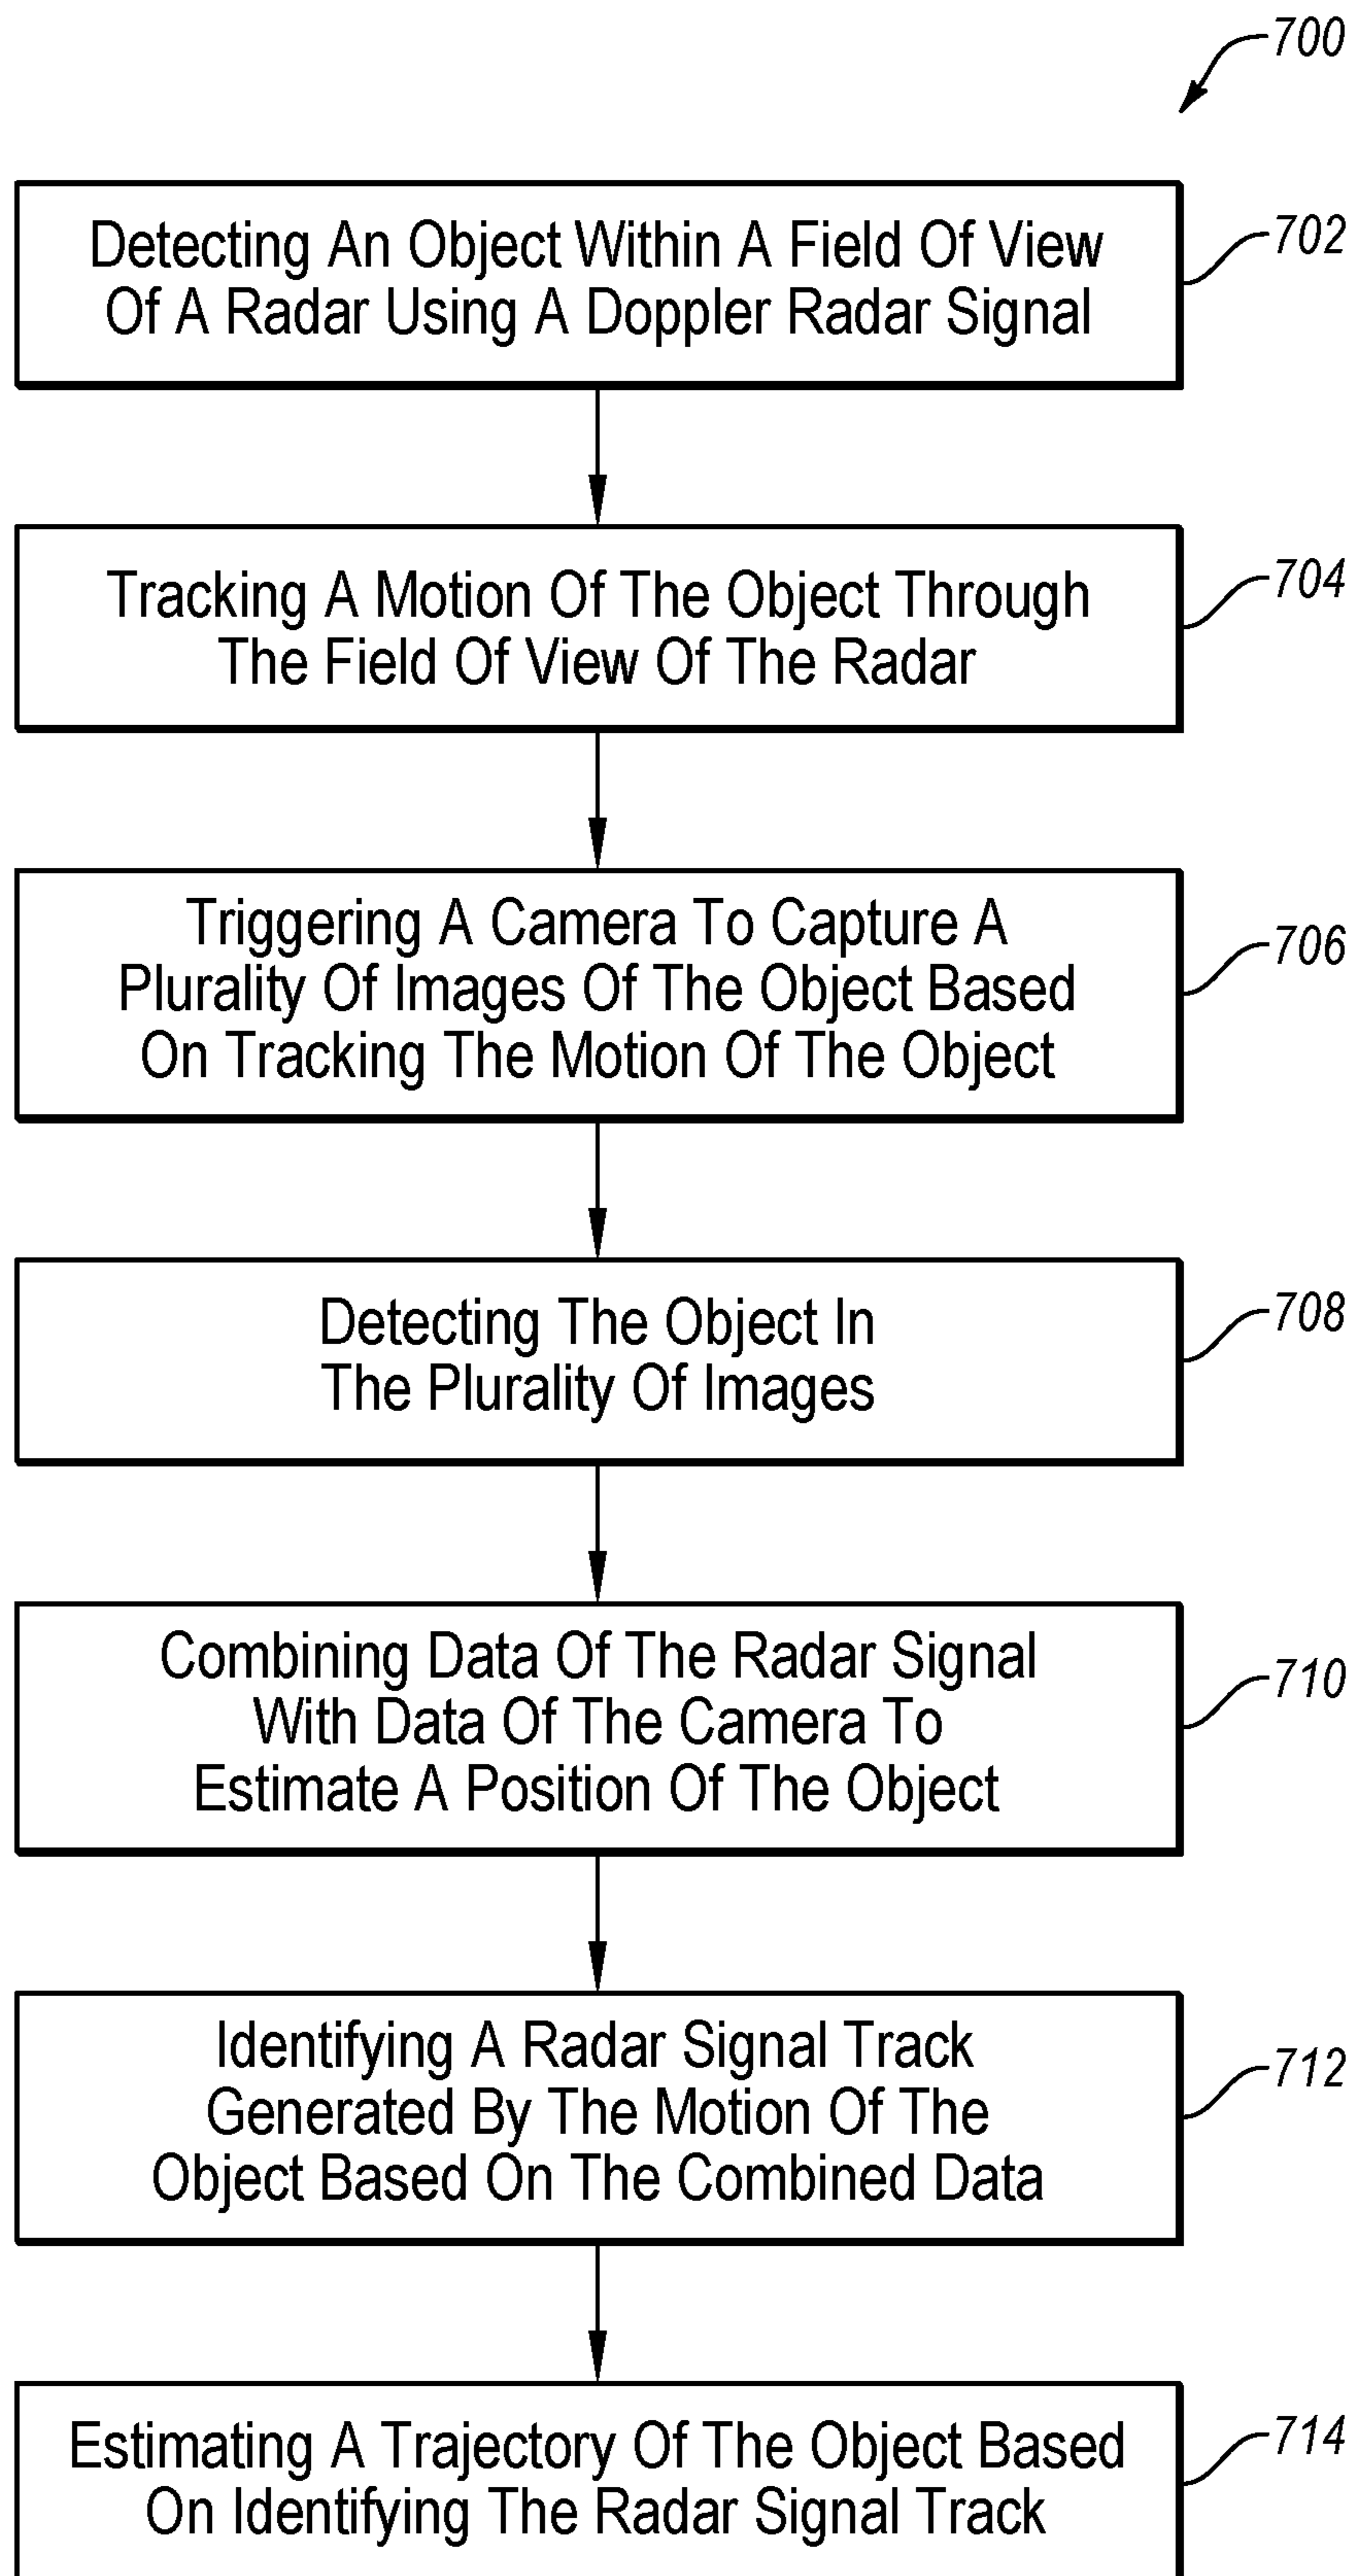 700
Detecting An Object Within A Field Of View
Of A Radar Using A Doppler Radar Signal
702
Tracking A Motion Of The Object Through
The Field Of View Of The Radar
704
Triggering A Camera To Capture A
Plurality Of Images Of The Object Based
On Tracking The Motion Of The Object
706
Detecting The Object In
The Plurality Of Images
708
Combining Data Of The Radar Signal
With Data Of The Camera To
Estimate A Position Of The Object
710
Identifying A Radar Signal Track
Generated By The Motion Of The
Object Based On The Combined Data
712
Estimating A Trajectory Of The Object Based
On Identifying The Radar Signal Track
714